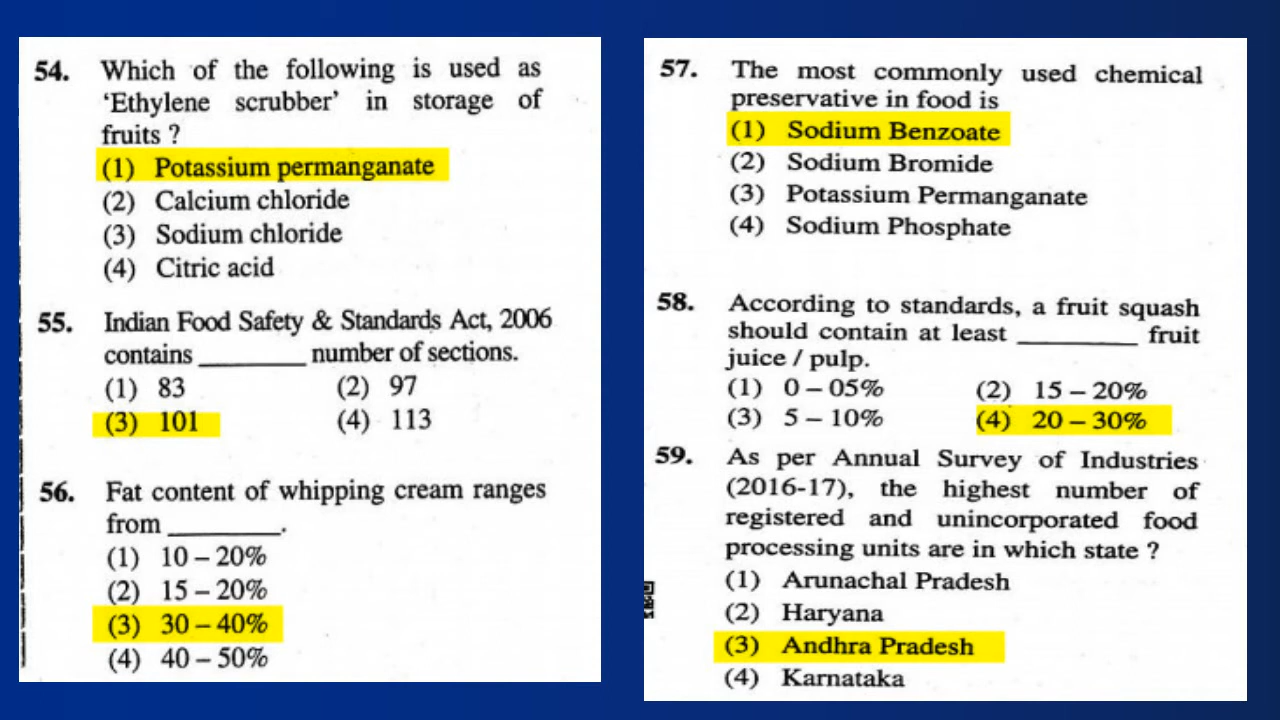 54. Which of the following is used as
‘Ethylene scrubber’ in storage of
fruits ?
(1) Potassium permanganate
(2) Calcium chloride
(3) Sodium chloride
(4) Citric acid
55. Indian Food Safety & Standards Act, 2006
contains ________ number of sections.
(1) 83 (2) 97
(3) 101 (4) 113
56. Fat content of whipping cream ranges
from ________.
(1) 10 – 20%
(2) 15 – 20%
(3) 30 – 40%
(4) 40 – 50%
57. The most commonly used chemical
preservative in food is
(1) Sodium Benzoate
(2) Sodium Bromide
(3) Potassium Permanganate
(4) Sodium Phosphate
58. According to standards, a fruit squash
should contain at least ________ fruit
juice / pulp.
(1) 0 – 05% (2) 15 – 20%
(3) 5 – 10% (4) 20 – 30%
59. As per Annual Survey of Industries
(2016-17), the highest number of
registered and unincorporated food
processing units are in which state ?
(1) Arunachal Pradesh
(2) Haryana
(3) Andhra Pradesh
(4) Karnataka